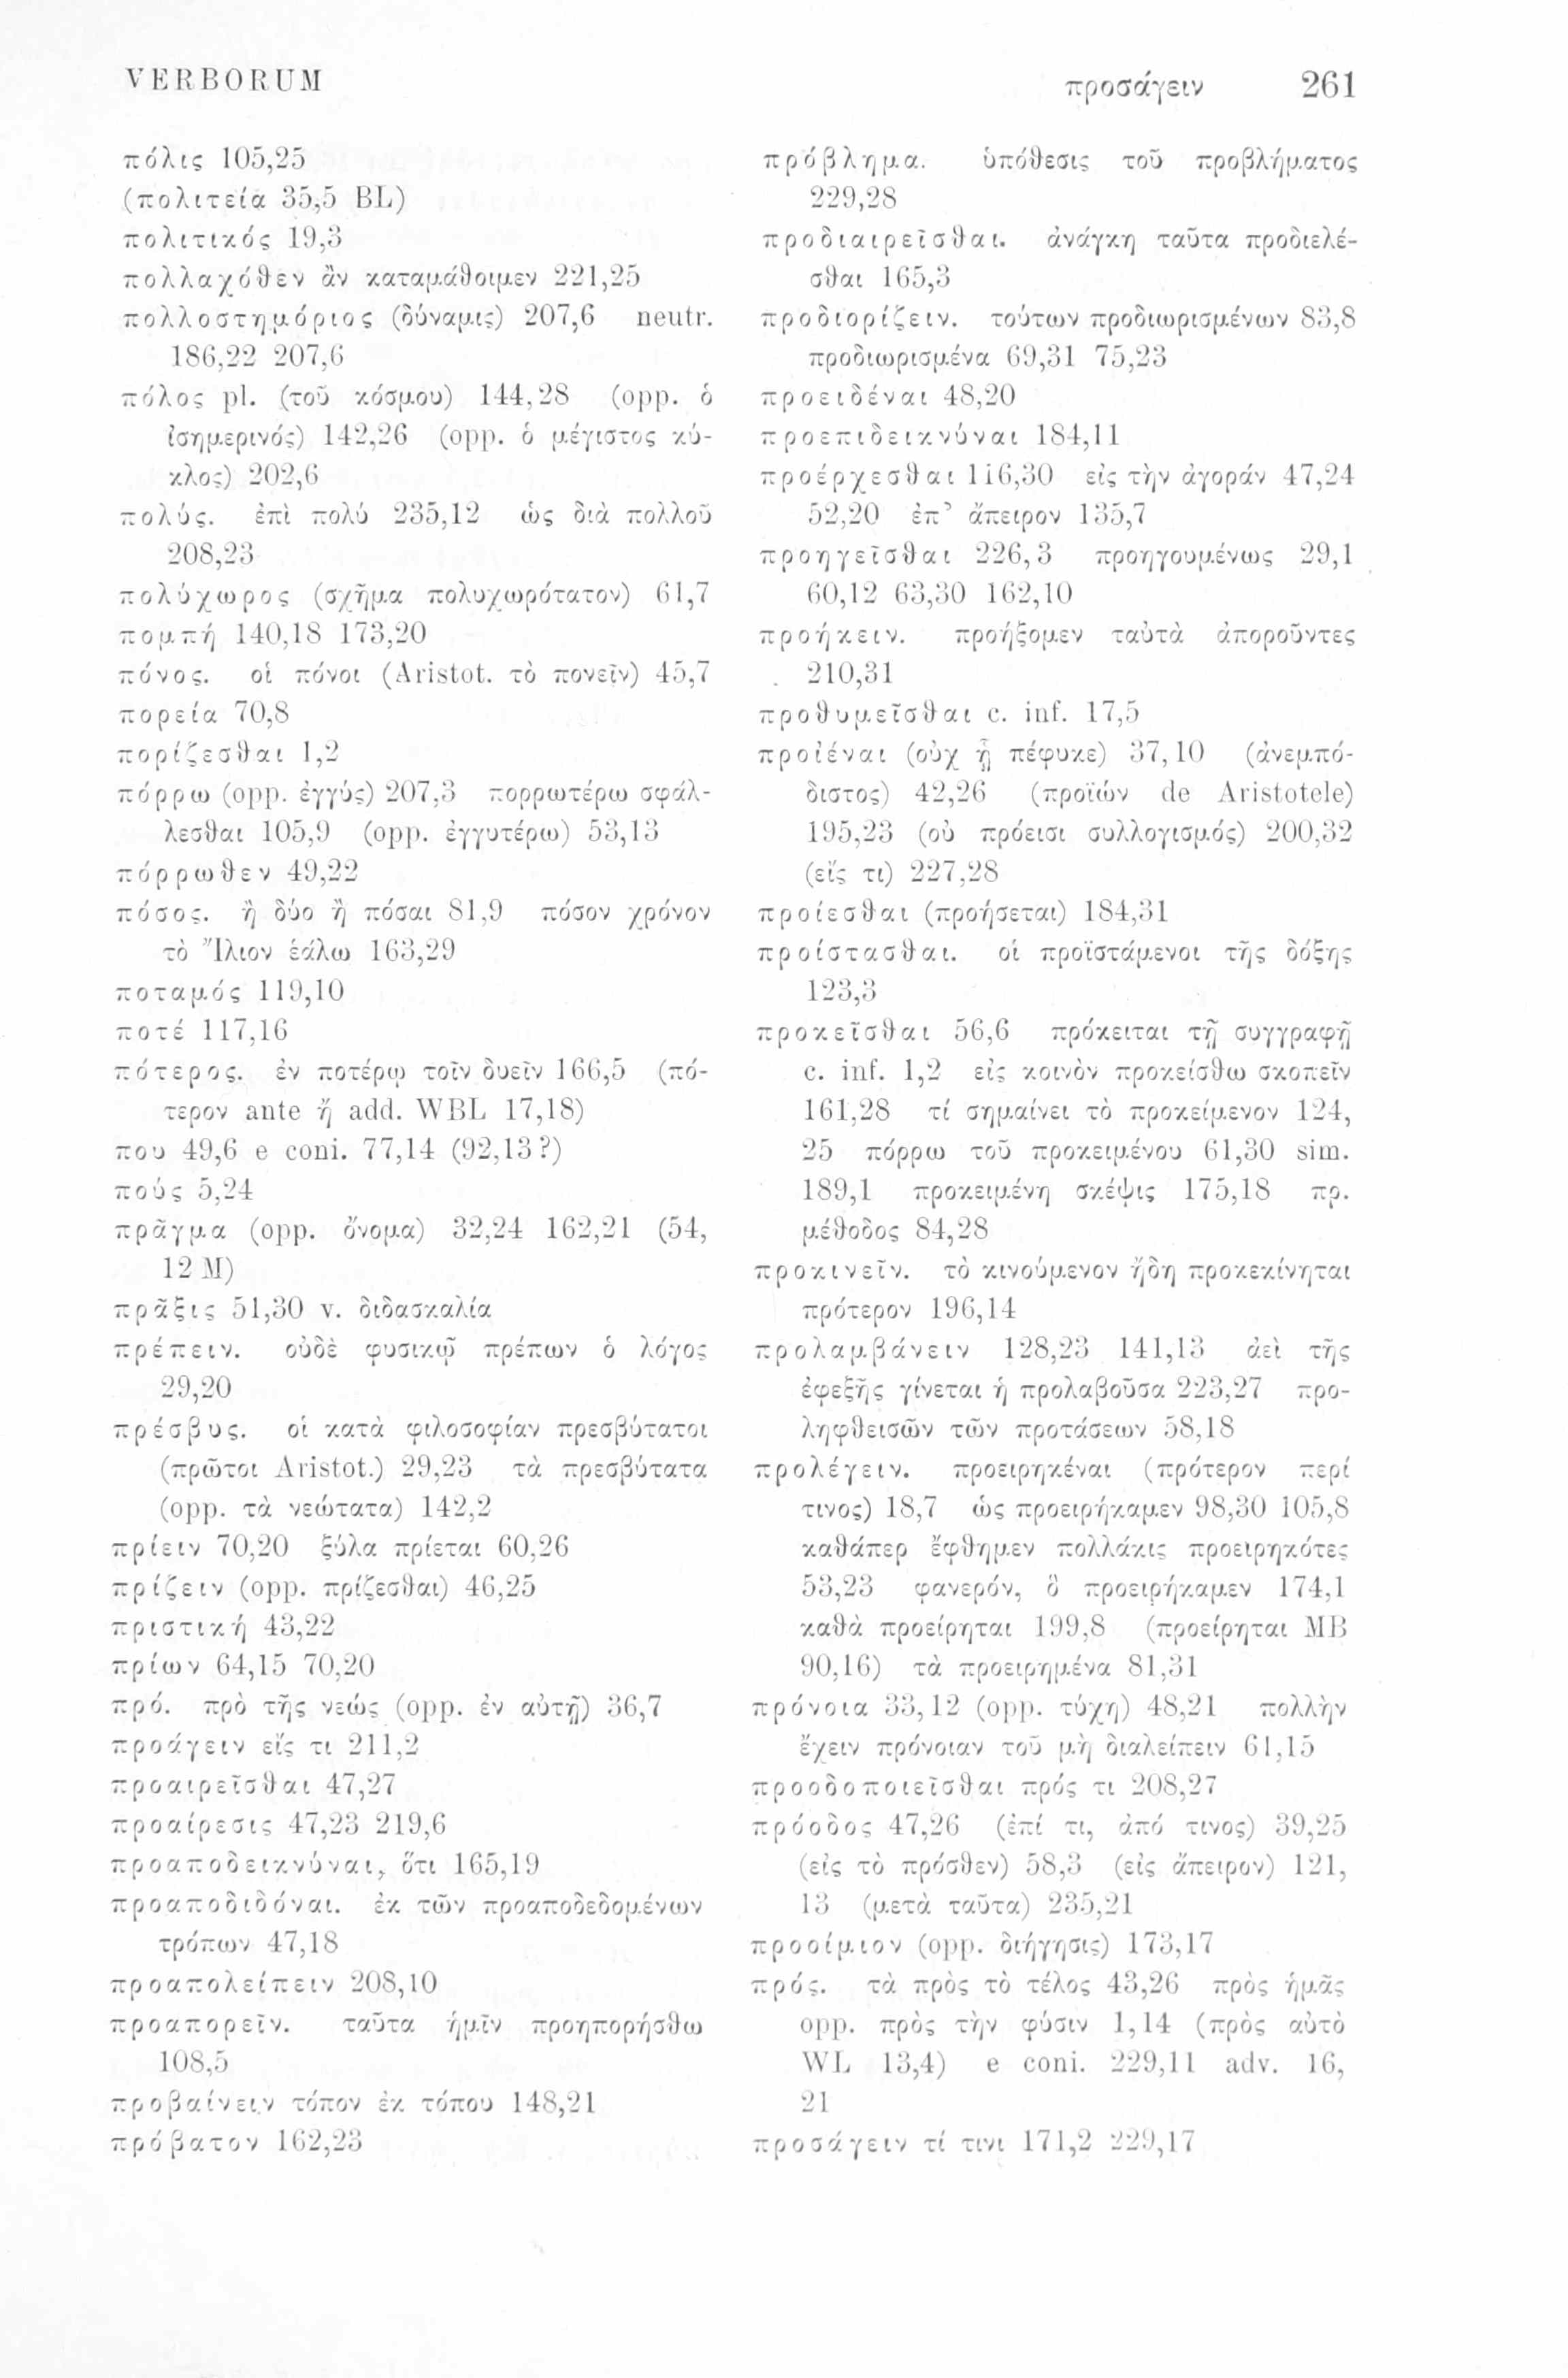 VERBORUM προσάγειν 261
πόλις 105,25
(πολιτεία 35,5 BL)
πολιτικός 19,3
πολλαχόθεν ἂν καταμάθοιμεν 221,25
πολλοστημόριος (δύναμις) 207,6 neutr.
186,22 207,6
πόλος pl. (τοῦ κόσμου) 144,28 (opp. ὁ
ἰσημερινός) 142,26 (opp. ὁ μέγιστος κύ-
κλος) 202,6
πολύς. ἐπὶ πολύ 235,12 ὡς διὰ πολλοῦ
208,23
πολύχωρος (σχῆμα πολυχωρότατον) 61,7
πομπή 140,18 173,20
πόνος. οἱ πόνοι (Aristot. τὸ πονεῖν) 45,7
πορεία 70,8
πορίζεσθαι 1,2
πόρρω (opp. ἐγγύς) 207,3 πορρωτέρω σφάλ-
λεσθαι 105,9 (opp. ἐγγυτέρω) 53,13
πόρρωθεν 49,22
πόσος. ἢ δύο ἢ πόσαι 81,9 πόσον χρόνον
τὸ Ἴλιον ἑάλω 163,29
ποταμός 119,10
ποτέ 117,16
πότερος. ἐν ποτέρῳ τοῖν δυεῖν 166,5 (πό-
τερον ante ἤ add. WBL 17,18)
που 49,6 e coni. 77,14 (92,13?)
πούς 5,24
πρᾶγμα (opp. ὄνομα) 32,24 162,21 (54,
12 M)
πρᾶξις 51,30 v. διδασκαλία
πρέπειν. οὐδὲ φυσικῷ πρέπων ὁ λόγος
29,20
πρέσβυς. οἱ κατὰ φιλοσοφίαν πρεσβύτατοι
(πρῶτοι Aristot.) 29,23 τὰ πρεσβύτατα
(opp. τὰ νεώτατα) 142,2
πρίειν 70,20 ξύλα πρίεται 60,26
πρίζειν (opp. πρίζεσθαι) 46,25
πριστική 43,22
πρίων 64,15 70,20
πρό. πρὸ τῆς νεώς (opp. ἐν αὐτῇ) 36,7
προάγειν εἴς τι 211,2
προαιρεῖσθαι 47,27
προαίρεσις 47,23 219,6
προαποδεικνύναι, ὅτι 165,19
προαποδιδόναι. ἐκ τῶν προαποδεδομένων
τρόπων 47,18
προαπολείπειν 208,10
προαπορεῖν. ταῦτα ἡμῖν προηπορήσθω
108,5
προβαίνειν τόπον ἐκ τόπου 148,21
πρόβατον 162,23
πρόβλημα. ὑπόθεσις τοῦ προβλήματος
229,28
προδιαιρεῖσθαι. ἀνάγκη ταῦτα προδιελέ-
σθαι 165,3
προδιορίζειν. τούτων προδιωρισμένων 83,8
προδιωρισμένα 69,31 75,23
προειδέναι 48,20
προεπιδεικνύναι 184,11
προέρχεσθαι 116,30 εἰς τὴν ἀγοράν 47,24
52,20 ἐπ’ ἄπειρον 135,7
προηγεῖσθαι 226,3 προηγουμένως 29,1
60,12 63,30 162,10
προήκειν. προήξομεν ταὐτὰ ἀποροῦντες
210,31
προθυμεῖσθαι c. inf. 17,5
προϊέναι (οὐχ ᾗ πέφυκε) 37,10 (ἀνεμπό-
διστος) 42,26 (προϊών de Aristotele)
195,23 (οὐ πρόεισι συλλογισμός) 200,32
(εἴς τι) 227,28
προίεσθαι (προήσεται) 184,31
προίστασθαι. οἱ προϊστάμενοι τῆς δόξης
123,3
προκεῖσθαι 56,6 πρόκειται τῇ συγγραφῇ
c. inf. 1,2 εἰς κοινὸν προκείσθω σκοπεῖν
161,28 τί σημαίνει τὸ προκείμενον 124,
25 πόρρω τοῦ προκειμένου 61,30 sim.
189,1 προκειμένη σκέψις 175,18 πρ.
μέθοδος 84,28
προκινεῖν. τὸ κινούμενον ἤδη προκεκίνηται
πρότερον 196,14
προλαμβάνειν 128,23 141,13 ἀεὶ τῆς
ἐφεξῆς γίνεται ἡ προλαβοῦσα 223,27 προ-
ληφθεισῶν τῶν προτάσεων 58,18
προλέγειν. προειρηκέναι (πρότερον περί
τινος) 18,7 ὡς προειρήκαμεν 98,30 105,8
καθάπερ ἔφθημεν πολλάκις προειρηκότες
53,23 φανερόν, ὃ προειρήκαμεν 174,1
καθὰ προείρηται 199,8 (προείρηται MB
90,16) τὰ προειρημένα 81,31
πρόνοια 33,12 (opp. τύχη) 48,21 πολλὴν
ἔχειν πρόνοιαν τοῦ μὴ διαλείπειν 61,15
προοδοποιεῖσθαι πρός τι 208,27
πρόοδος 47,26 (ἐπί τι, ἀπό τινος) 39,25
(εἰς τὸ πρόσθεν) 58,3 (εἰς ἄπειρον) 121,
13 (μετὰ ταῦτα) 235,21
προοίμιον (opp. διήγησις) 173,17
πρός. τὰ πρὸς τὸ τέλος 43,26 πρὸς ἡμᾶς
opp. πρὸς τὴν φύσιν 1,14 (πρὸς αὐτὸ
WL 13,4) e coni. 229,11 adv. 16,
21
προσάγειν τί τινι 171,2 229,17